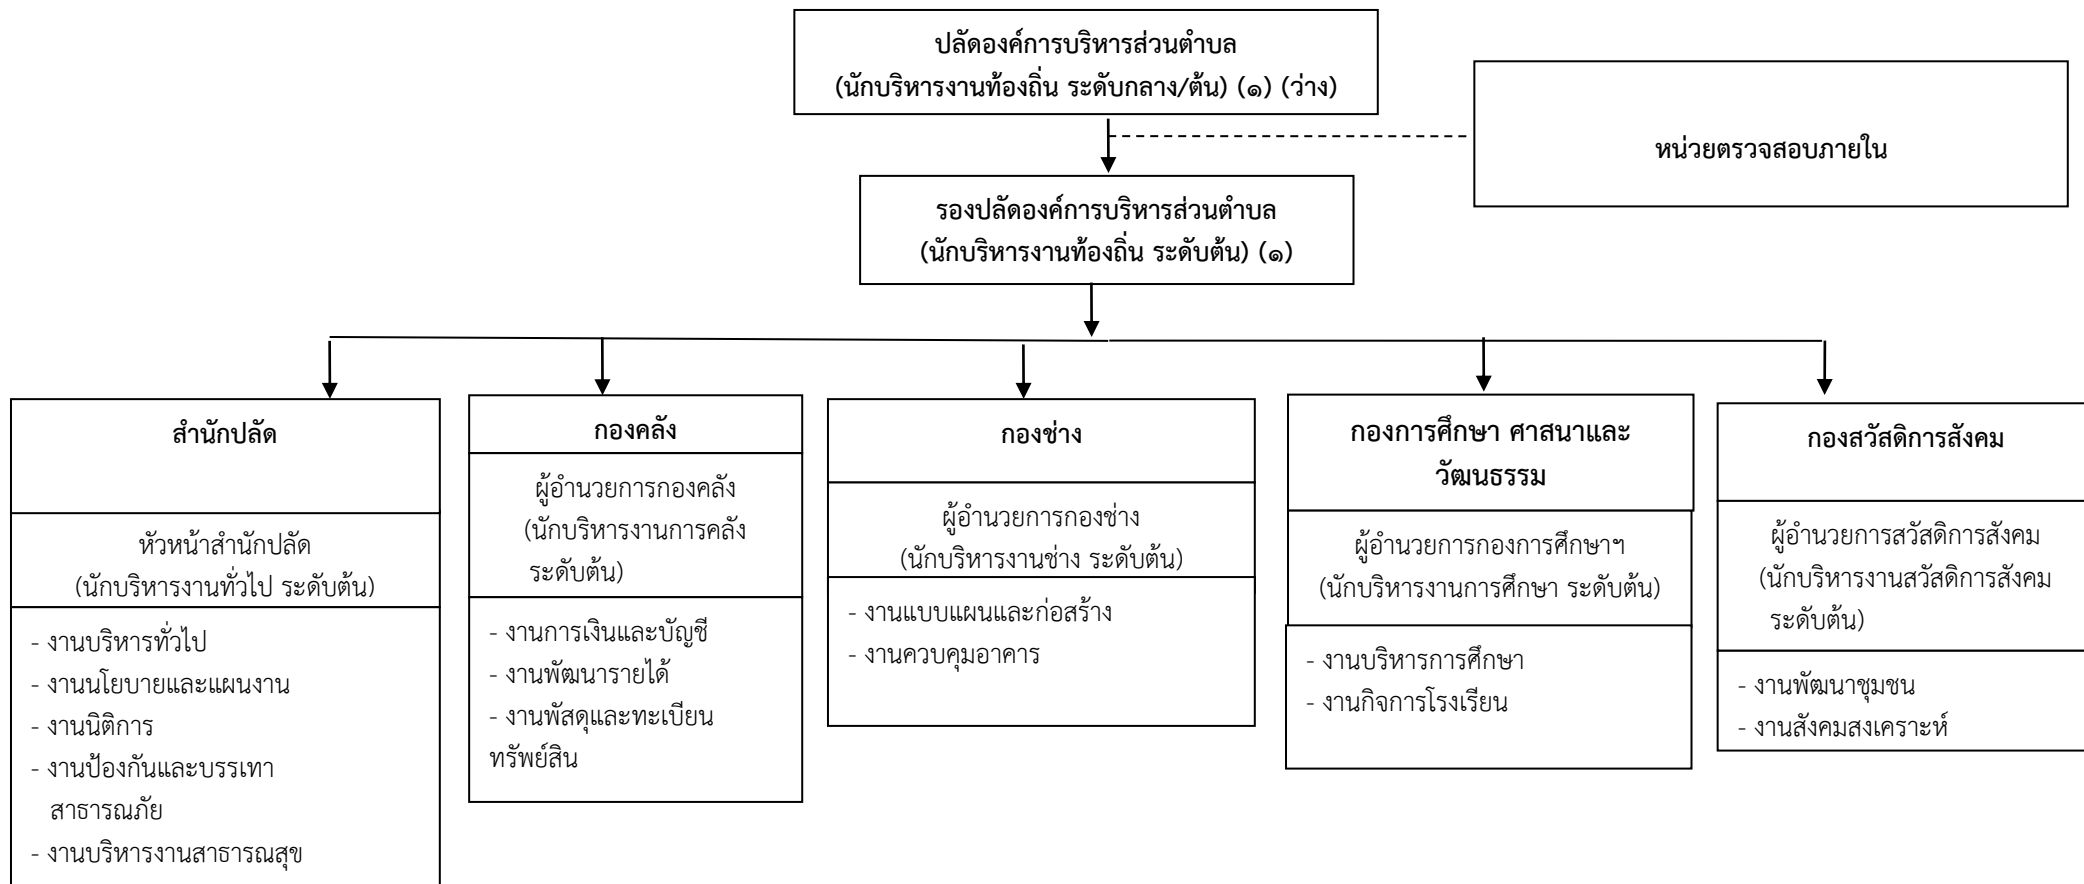 ปลัดองค์การบริหารส่วนตำบล
(นักบริหารงานท้องถิ่น ระดับกลาง/ต้น) (๑) (ว่าง)
หน่วยตรวจสอบภายใน
รองปลัดองค์การบริหารส่วนตำบล
(นักบริหารงานท้องถิ่น ระดับต้น) (๑)
สำนักปลัด
หัวหน้าสำนักปลัด
(นักบริหารงานทั่วไป ระดับต้น)
- งานบริหารทั่วไป
- งานนโยบายและแผนงาน
- งานนิติการ
- งานป้องกันและบรรเทา
สาธารณภัย
- งานบริหารงานสาธารณสุข
กองคลัง
ผู้อำนวยการกองคลัง
(นักบริหารงานการคลัง
ระดับต้น)
- งานการเงินและบัญชี
- งานพัฒนารายได้
- งานพัสดุและทะเบียน
ทรัพย์สิน
กองช่าง
ผู้อำนวยการกองช่าง
(นักบริหารงานช่าง ระดับต้น)
- งานแบบแผนและก่อสร้าง
- งานควบคุมอาคาร
กองการศึกษา ศาสนาและ
วัฒนธรรม
ผู้อำนวยการกองการศึกษาฯ
(นักบริหารงานการศึกษา ระดับต้น)
- งานบริหารการศึกษา
- งานกิจการโรงเรียน
กองสวัสดิการสังคม
ผู้อำนวยการสวัสดิการสังคม
(นักบริหารงานสวัสดิการสังคม
ระดับต้น)
- งานพัฒนาชุมชน
- งานสังคมสงเคราะห์